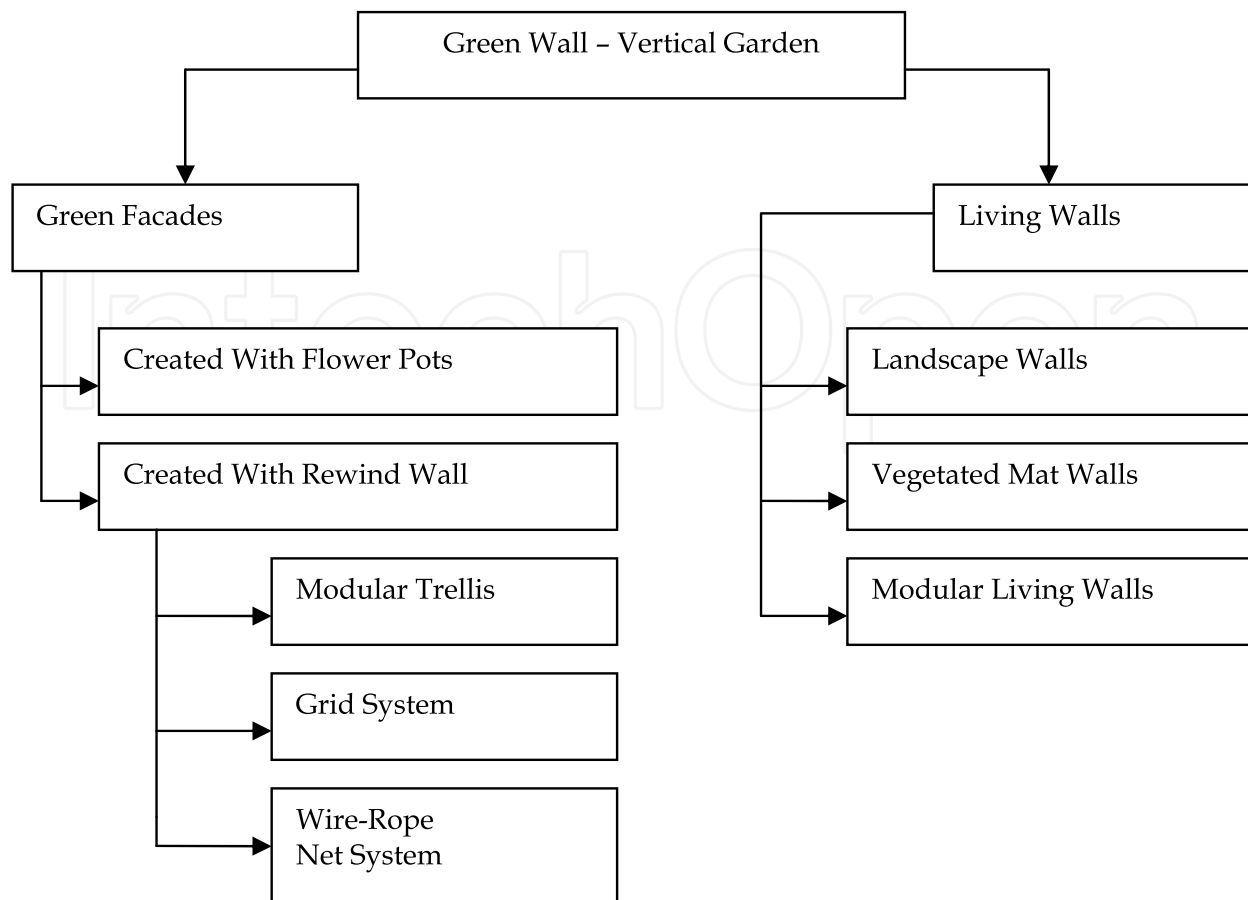 Green Wall – Vertical Garden
Green Facades
Living Walls
Created With Flower Pots
Landscape Walls
Created With Rewind Wall
Vegetated Mat Walls
Modular Trellis
Modular Living Walls
Grid System
Wire-Rope
Net System
IntechOpen